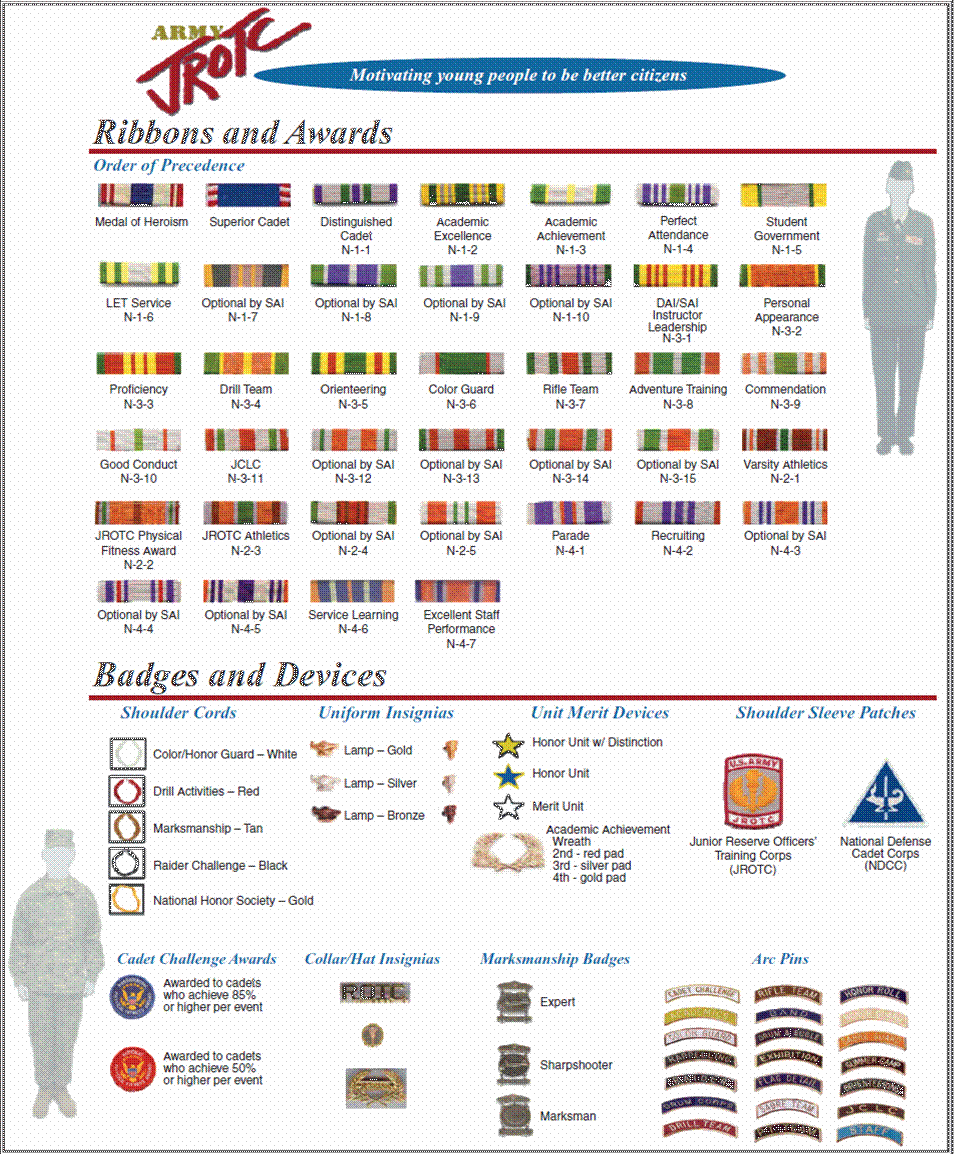 ARMY
JROTC
Motivating young people to be better citizens
Ribbons and Awards
Order of Precedence
Medal of Heroism
Superior Cadet
Distinguished
Cadet
N-1-1
Academic
Excellence
N-1-2
Academic
Achievement
N-1-3
Perfect
Attendance
N-1-4
Student
Government
N-1-5
LET Service
N-1-6
Optional by SAI
N-1-7
Optional by SAI
N-1-8
Optional by SAI
N-1-9
Optional by SAI
N-1-10
DAI/SAI
Instructor
Leadership
N-3-1
Personal
Appearance
N-3-2
Proficiency
N-3-3
Drill Team
N-3-4
Orienteering
N-3-5
Color Guard
N-3-6
Rifle Team
N-3-7
Adventure Training
N-3-8
Commendation
N-3-9
Good Conduct
N-3-10
JCLC
N-3-11
Optional by SAI
N-3-12
Optional by SAI
N-3-13
Optional by SAI
N-3-14
Optional by SAI
N-3-15
Varsity Athletics
N-2-1
JROTC Physical
Fitness Award
N-2-2
JROTC Athletics
N-2-3
Optional by SAI
N-2-4
Optional by SAI
N-2-5
Parade
N-4-1
Recruiting
N-4-2
Optional by SAI
N-4-3
Optional by SAI
N-4-4
Optional by SAI
N-4-5
Service Learning
N-4-6
Excellent Staff
Performance
N-4-7
Badges and Devices
Shoulder Cords
Color/Honor Guard – White
Drill Activities – Red
Marksmanship – Tan
Raider Challenge – Black
National Honor Society – Gold
Uniform Insignias
Lamp – Gold
Lamp – Silver
Lamp – Bronze
Unit Merit Devices
Honor Unit w/ Distinction
Honor Unit
Merit Unit
Academic Achievement
Wreath
2nd - red pad
3rd - silver pad
4th - gold pad
Shoulder Sleeve Patches
U.S. ARMY
JROTC
Junior Reserve Officers'
Training Corps
(JROTC)
National Defense
Cadet Corps
(NDCC)
Cadet Challenge Awards
Awarded to cadets
who achieve 85%
or higher per event
Awarded to cadets
who achieve 50%
or higher per event
Collar/Hat Insignias
ROTC
Marksmanship Badges
Expert
Sharpshooter
Marksman
Arc Pins
CADET CHALLENGE
COLOR GUARD
DRUM CORPS
DRILL TEAM
RIFLE TEAM
BAND
EXHIBITION
FLAG DETAIL
SABRE TEAM
HONOR ROLL
SUMMER CAMP
JCLC
STAFF